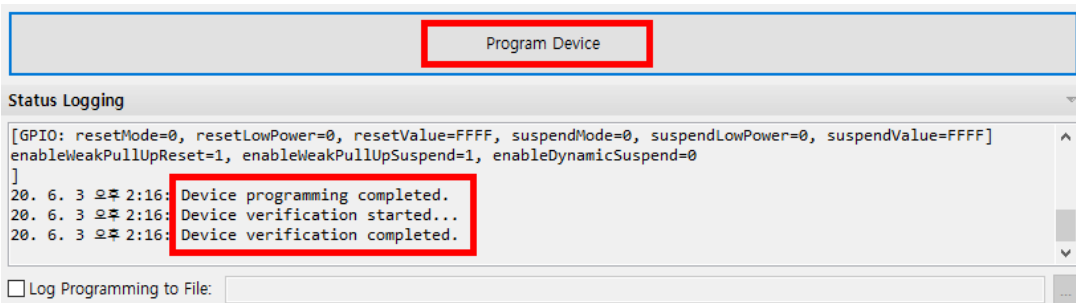 Program Device
Status Logging
[GPIO: resetMode=0, resetLowPower=0, resetValue=FFFF, suspendMode=0, suspendLowPower=0, suspendValue=FFFF]
enableWeakPullUpReset=1, enableWeakPullUpSuspend=1, enableDynamicSuspend=0
]
20. 6. 3 오후 2:16: Device programming completed.
20. 6. 3 오후 2:16: Device verification started...
20. 6. 3 오후 2:16: Device verification completed.
Log Programming to File:
...